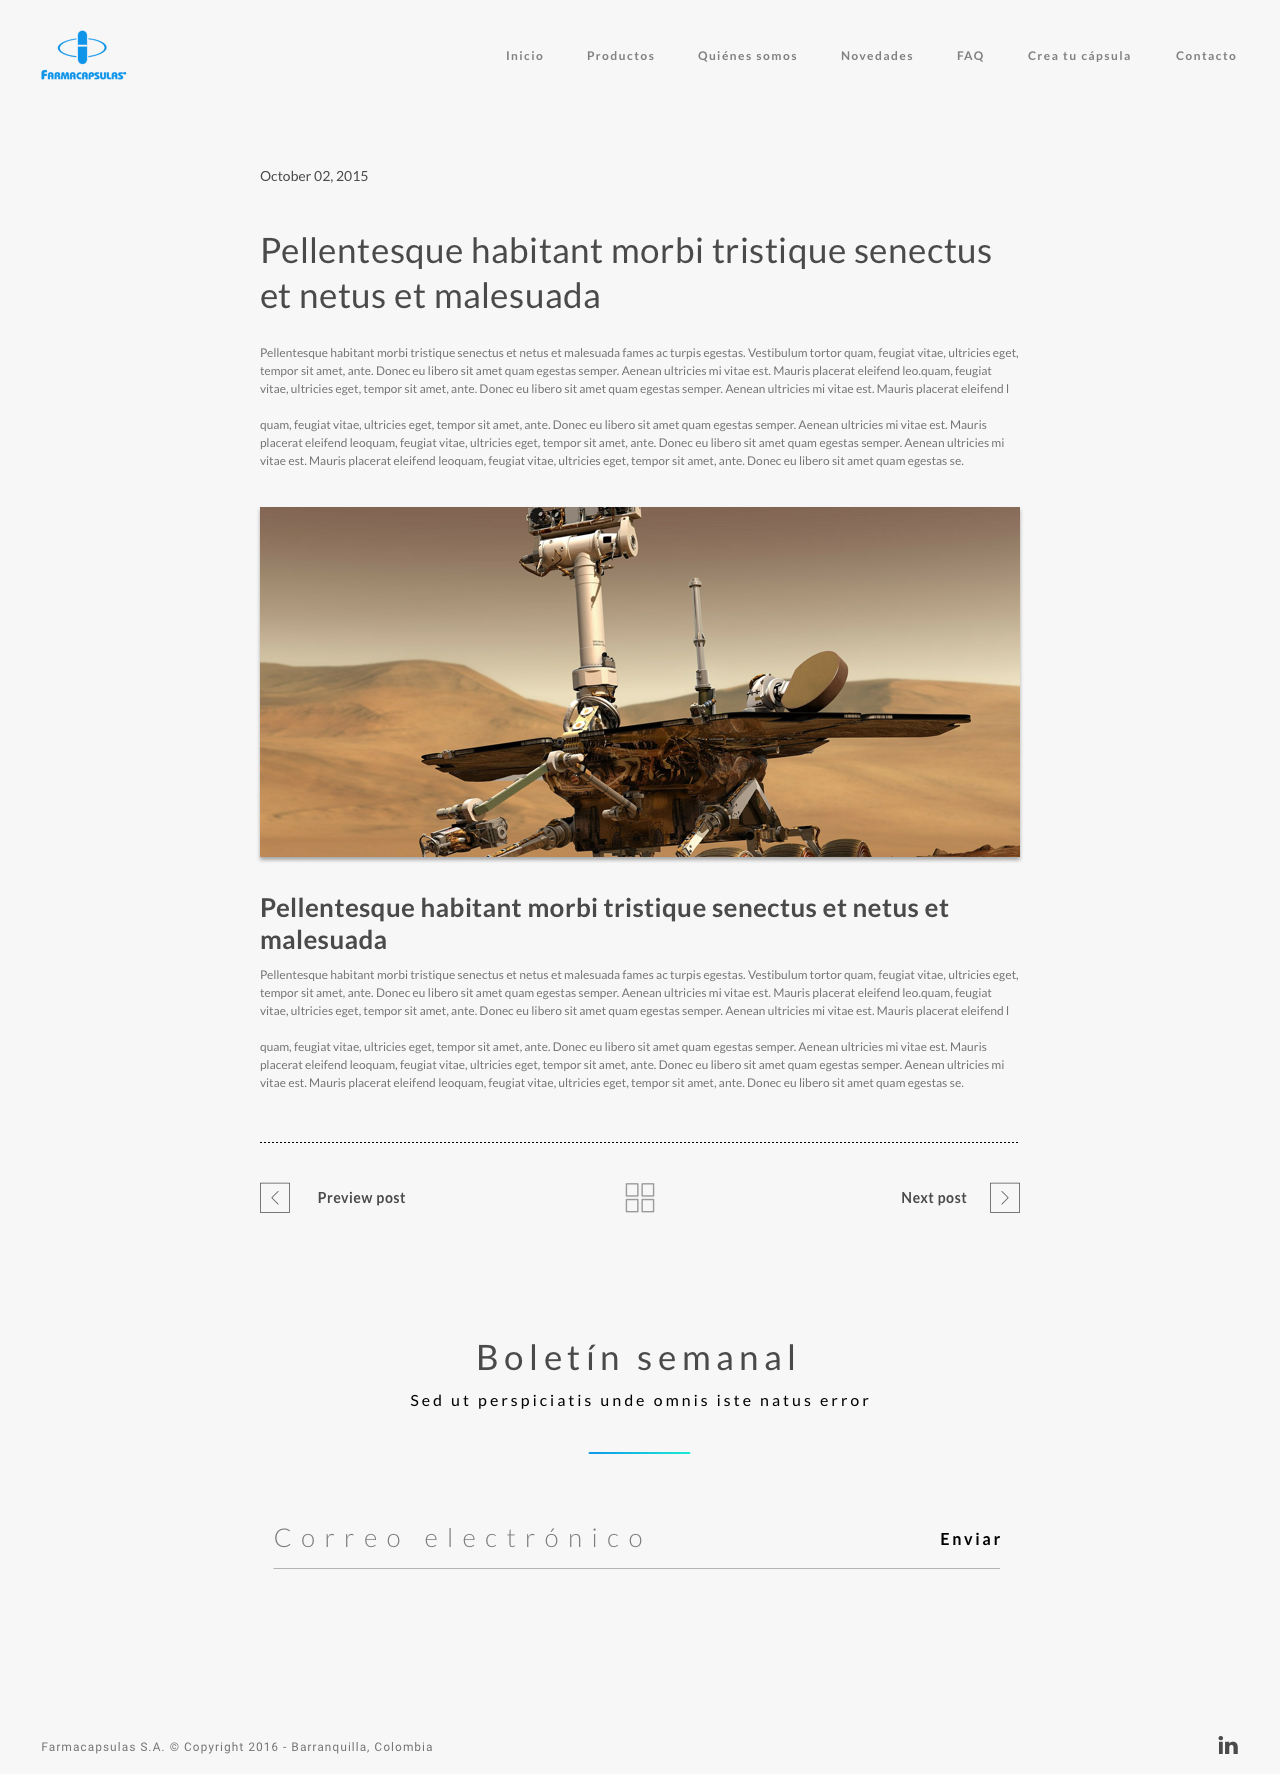 FARMACAPSULAS
Inicio Productos Quiénes somos Novedades FAQ Crea tu cápsula Contacto
October 02, 2015
Pellentesque habitant morbi tristique senectus
et netus et malesuada
Pellentesque habitant morbi tristique senectus et netus et malesuada fames ac turpis egestas. Vestibulum tortor quam, feugiat vitae, ultricies eget,
tempor sit amet, ante. Donec eu libero sit amet quam egestas semper. Aenean ultricies mi vitae est. Mauris placerat eleifend leo.quam, feugiat
vitae, ultricies eget, tempor sit amet, ante. Donec eu libero sit amet quam egestas semper. Aenean ultricies mi vitae est. Mauris placerat eleifend l
quam, feugiat vitae, ultricies eget, tempor sit amet, ante. Donec eu libero sit amet quam egestas semper. Aenean ultricies mi vitae est. Mauris
placerat eleifend leoquam, feugiat vitae, ultricies eget, tempor sit amet, ante. Donec eu libero sit amet quam egestas semper. Aenean ultricies mi
vitae est. Mauris placerat eleifend leoquam, feugiat vitae, ultricies eget, tempor sit amet, ante. Donec eu libero sit amet quam egestas se.
Pellentesque habitant morbi tristique senectus et netus et
malesuada
Pellentesque habitant morbi tristique senectus et netus et malesuada fames ac turpis egestas. Vestibulum tortor quam, feugiat vitae, ultricies eget,
tempor sit amet, ante. Donec eu libero sit amet quam egestas semper. Aenean ultricies mi vitae est. Mauris placerat eleifend leo.quam, feugiat
vitae, ultricies eget, tempor sit amet, ante. Donec eu libero sit amet quam egestas semper. Aenean ultricies mi vitae est. Mauris placerat eleifend l
quam, feugiat vitae, ultricies eget, tempor sit amet, ante. Donec eu libero sit amet quam egestas semper. Aenean ultricies mi vitae est. Mauris
placerat eleifend leoquam, feugiat vitae, ultricies eget, tempor sit amet, ante. Donec eu libero sit amet quam egestas semper. Aenean ultricies mi
vitae est. Mauris placerat eleifend leoquam, feugiat vitae, ultricies eget, tempor sit amet, ante. Donec eu libero sit amet quam egestas se.
Preview post Next post
Boletín semanal
Sed ut perspiciatis unde omnis iste natus error
Correo electrónico Enviar
Farmacapsulas S.A. © Copyright 2016 - Barranquilla, Colombia in